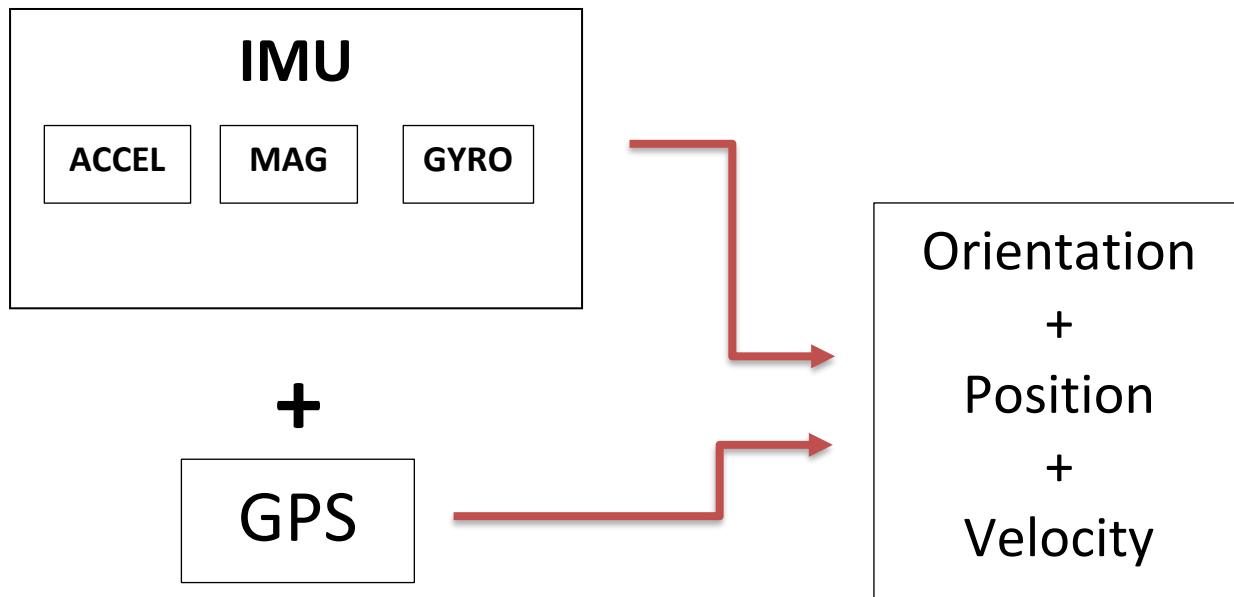 IMU
ACCEL MAG GYRO
+
GPS
Orientation
+
Position
+
Velocity